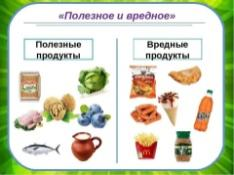 «Полезное и вредное»
Полезные
продукты
Вредные
продукты